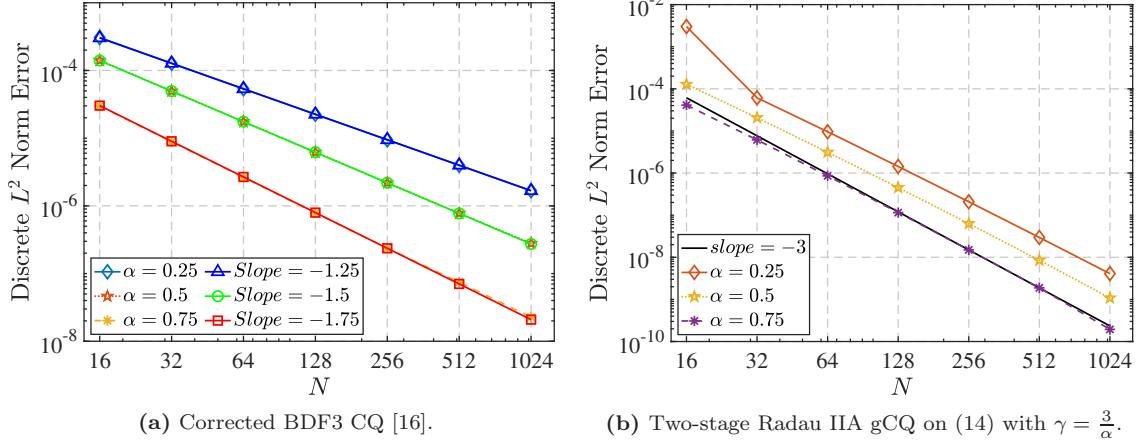 Discrete L² Norm Error
10⁻⁴
10⁻⁶
10⁻⁸
α = 0.25
α = 0.5
α = 0.75
Slope = −1.25
Slope = −1.5
Slope = −1.75
16 32 64 128 256 512 1024
N
(a) Corrected BDF3 CQ [16].
Discrete L² Norm Error
10⁻²
10⁻⁴
10⁻⁶
10⁻⁸
10⁻¹⁰
slope = −3
α = 0.25
α = 0.5
α = 0.75
16 32 64 128 256 512 1024
N
(b) Two-stage Radau IIA gCQ on (14) with γ = 3/α.